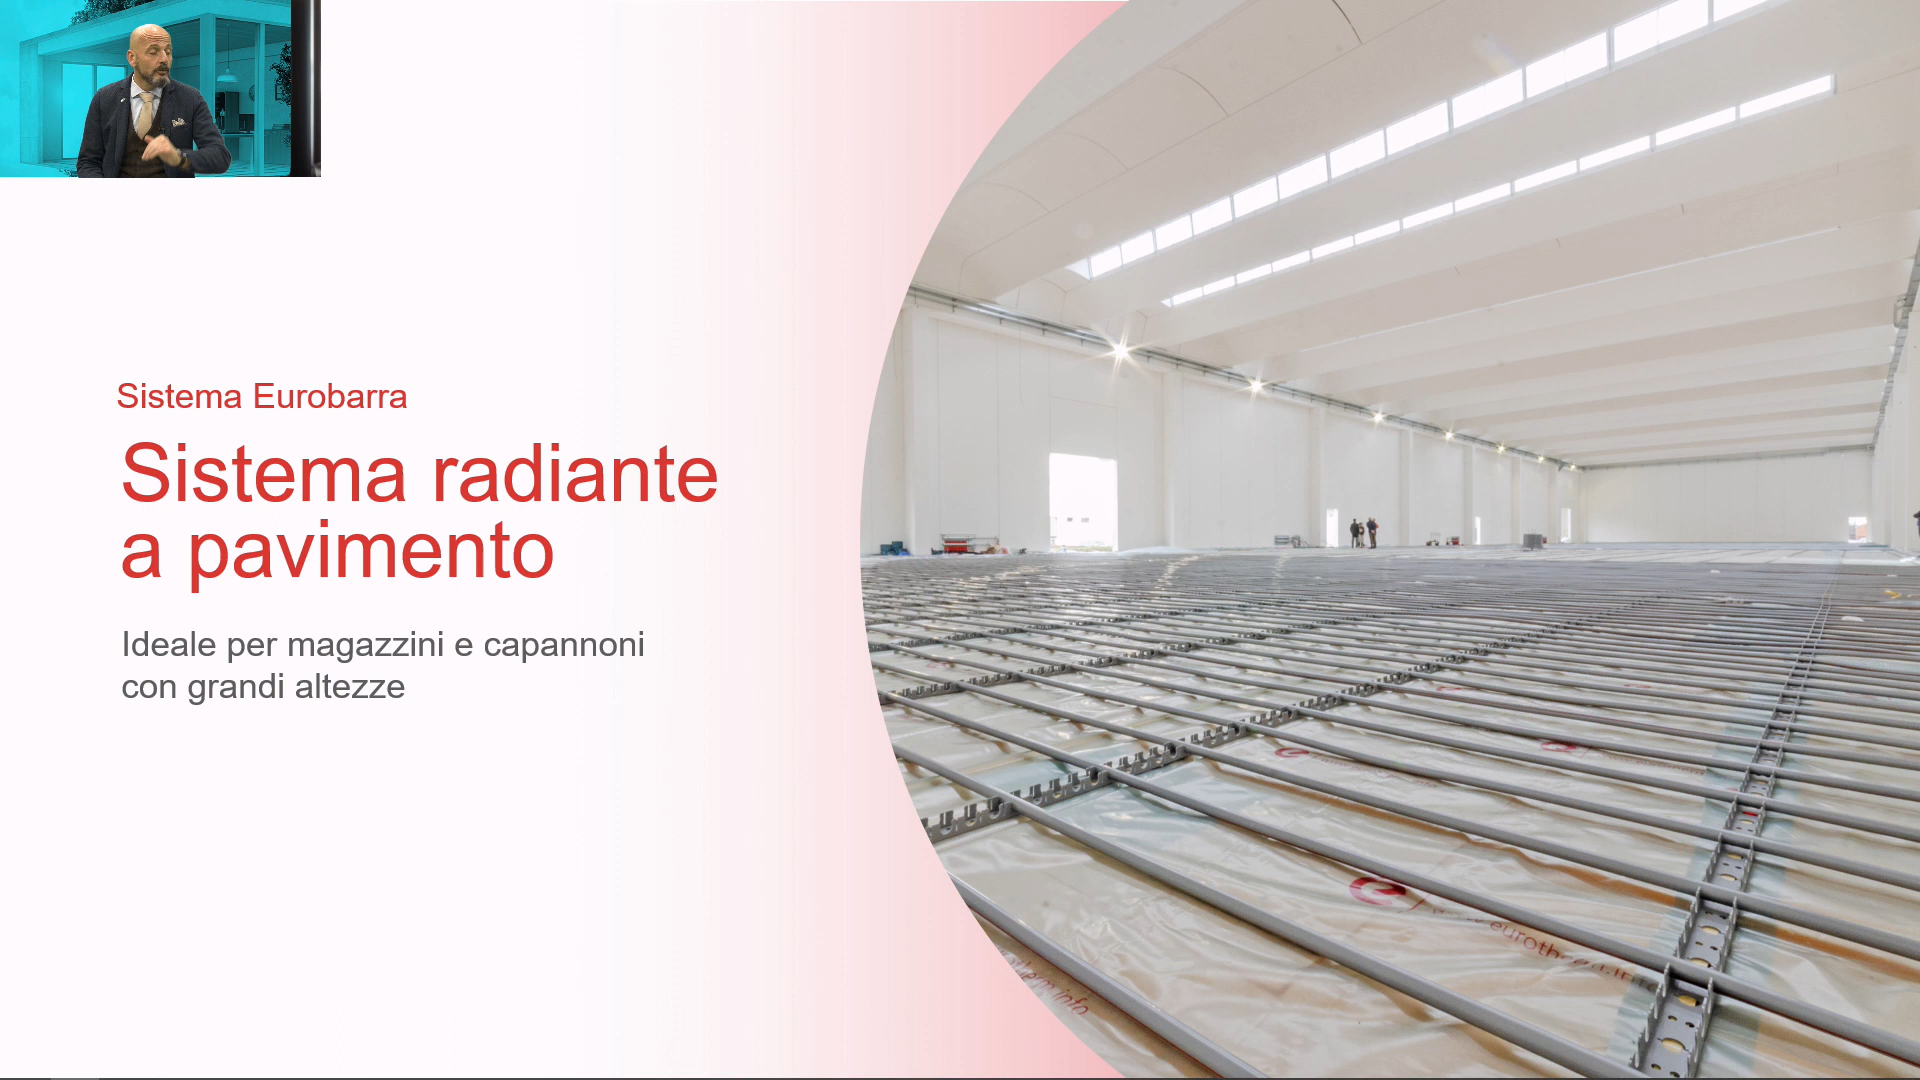 Sistema Eurobarra
Sistema radiante
a pavimento
Ideale per magazzini e capannoni
con grandi altezze